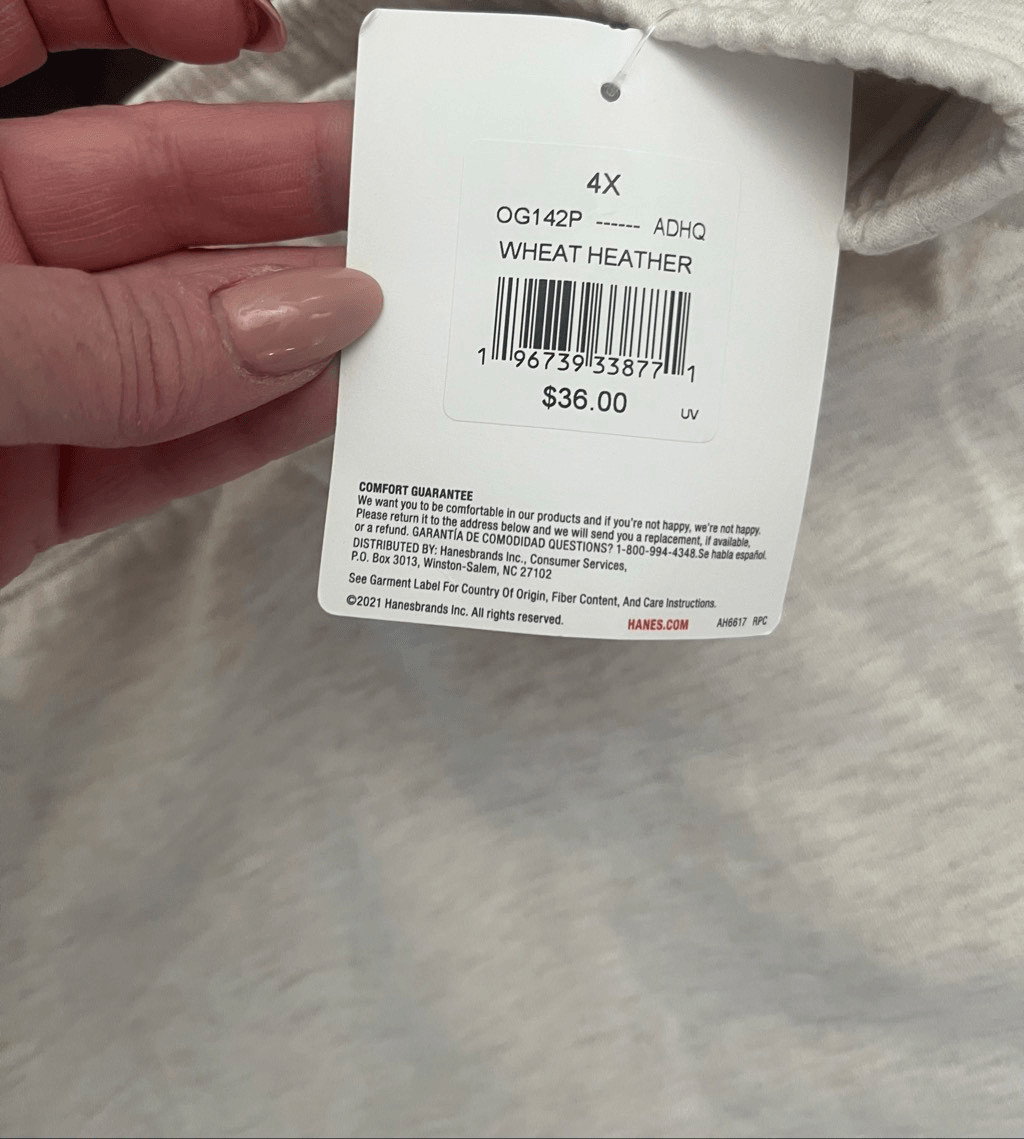 4X
OG142P ------ ADHQ
WHEAT HEATHER
1 96739 33877 1
$36.00 UV
COMFORT GUARANTEE
We want you to be comfortable in our products and if you're not happy, we're not happy.
Please return it to the address below and we will send you a replacement, if available,
or a refund. GARANTÍA DE COMODIDAD QUESTIONS? 1-800-994-4348.Se habla español.
DISTRIBUTED BY: Hanesbrands Inc., Consumer Services,
P.O. Box 3013, Winston-Salem, NC 27102
See Garment Label For Country Of Origin, Fiber Content, And Care Instructions.
©2021 Hanesbrands Inc. All rights reserved. HANES.COM AH6617 RPC